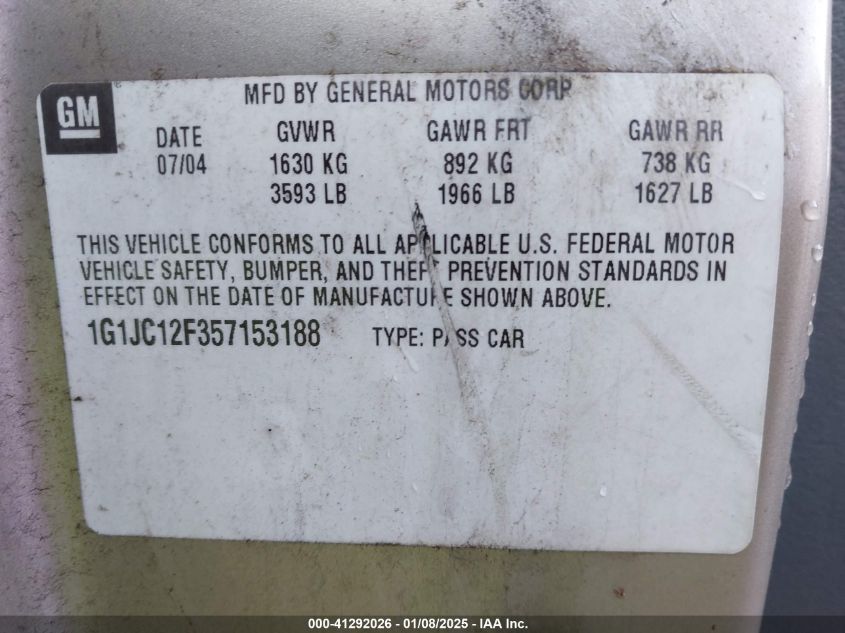 GM
MFD BY GENERAL MOTORS CORP
DATE GVWR GAWR FRT GAWR RR
07/04 1630 KG 892 KG 738 KG
3593 LB 1966 LB 1627 LB
THIS VEHICLE CONFORMS TO ALL APPLICABLE U.S. FEDERAL MOTOR
VEHICLE SAFETY, BUMPER, AND THEFT PREVENTION STANDARDS IN
EFFECT ON THE DATE OF MANUFACTURE SHOWN ABOVE.
1G1JC12F357153188 TYPE: PASS CAR
000-41292026 - 01/08/2025 - IAA Inc.